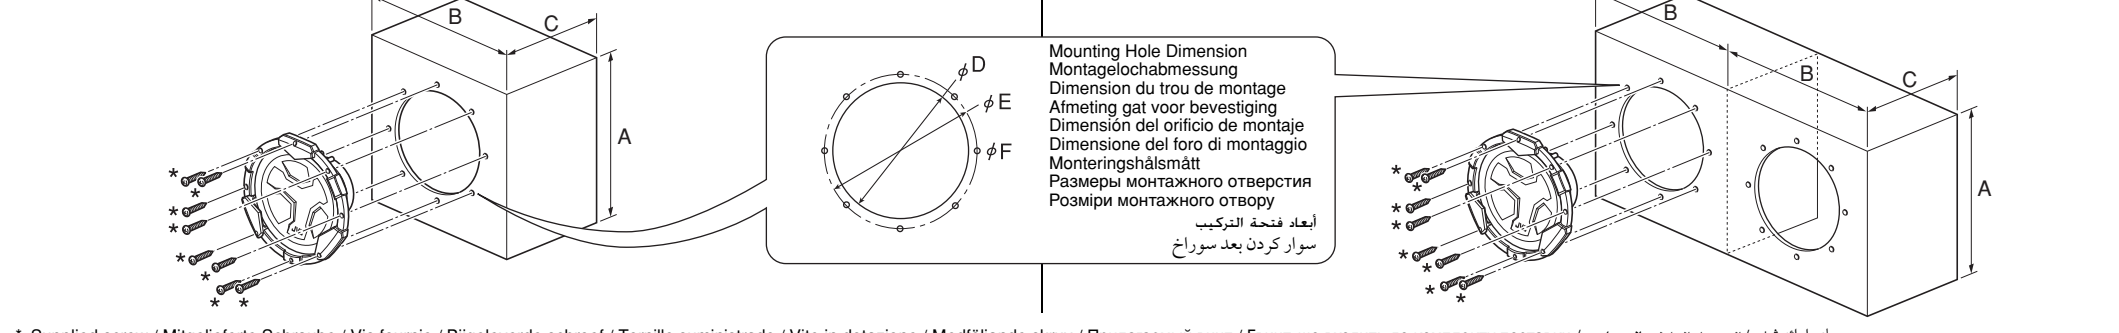 B
C
A
φD
φE
φF
Mounting Hole Dimension
Montagelochabmessung
Dimension du trou de montage
Afmeting gat voor bevestiging
Dimensión del orificio de montaje
Dimensione del foro di montaggio
Monteringshålsmått
Размеры монтажного отверстия
Розміри монтажного отвору
أبعاد فتحة التركيب
سوار كردن بعد سوراخ
B
B
C
A
* * * * * * * *
* * * * * * * *
* Supplied screw / Mitgelieferte Schraube / Vis fournie / Bijgeleverde schroef / Tornillo suministrado / Vite in dotazione / Medföljande skruv /